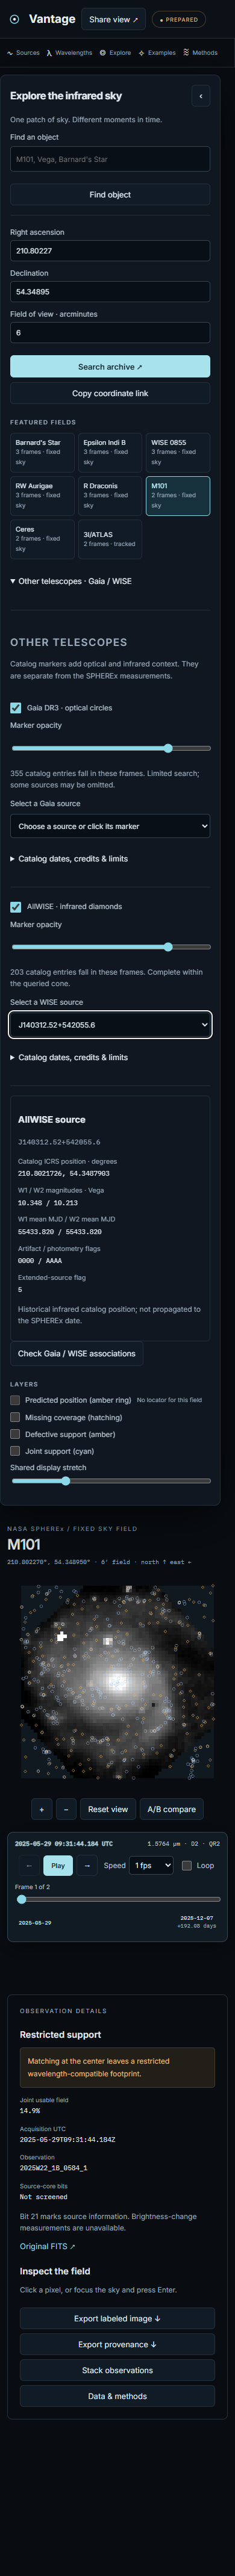 Vantage
Share view ↗
● PREPARED
Sources
λ Wavelengths
Explore
Examples
Methods
Explore the infrared sky
‹
One patch of sky. Different moments in time.
Find an object
M101, Vega, Barnard's Star
Find object
Right ascension
210.80227
Declination
54.34895
Field of view · arcminutes
6
Search archive ↗
Copy coordinate link
FEATURED FIELDS
Barnard's Star
3 frames · fixed
sky
Epsilon Indi B
3 frames · fixed
sky
WISE 0855
3 frames · fixed
sky
RW Aurigae
3 frames · fixed
sky
R Draconis
3 frames · fixed
sky
M101
2 frames · fixed
sky
Ceres
2 frames · fixed
sky
3I/ATLAS
2 frames · tracked
▼ Other telescopes · Gaia / WISE
OTHER TELESCOPES
Catalog markers add optical and infrared context. They
are separate from the SPHEREx measurements.
Gaia DR3 · optical circles
Marker opacity
355 catalog entries fall in these frames. Limited search;
some sources may be omitted.
Select a Gaia source
Choose a source or click its marker
▶ Catalog dates, credits & limits
AllWISE · infrared diamonds
Marker opacity
203 catalog entries fall in these frames. Complete within
the queried cone.
Select a WISE source
J140312.52+542055.6
▶ Catalog dates, credits & limits
AllWISE source
J140312.52+542055.6
Catalog ICRS position · degrees
210.8021726, 54.3487903
W1 / W2 magnitudes · Vega
10.348 / 10.213
W1 mean MJD / W2 mean MJD
55433.820 / 55433.820
Artifact / photometry flags
0000 / AAAA
Extended-source flag
5
Historical infrared catalog position; not propagated to
the SPHEREx date.
Check Gaia / WISE associations
LAYERS
Predicted position (amber ring) No locator for this field
Missing coverage (hatching)
Defective support (amber)
Joint support (cyan)
Shared display stretch
NASA SPHEREx / FIXED SKY FIELD
M101
210.802270°, 54.348950° · 6′ field · north ↑ east ←
+
−
Reset view
A/B compare
2025-05-29 09:31:44.184 UTC
1.5764 µm · D2 · QR2
←
Play
→
Speed
1 fps
Loop
Frame 1 of 2
2025-05-29
2025-12-07
+192.08 days
OBSERVATION DETAILS
Restricted support
Matching at the center leaves a restricted
wavelength-compatible footprint.
Joint usable field
14.9%
Acquisition UTC
2025-05-29T09:31:44.184Z
Observation
2025W22_1B_0584_1
Source-core bits
Not screened
Bit 21 marks source information. Brightness-change
measurements are unavailable.
Original FITS ↗
Inspect the field
Click a pixel, or focus the sky and press Enter.
Export labeled image ↓
Export provenance ↓
Stack observations
Data & methods